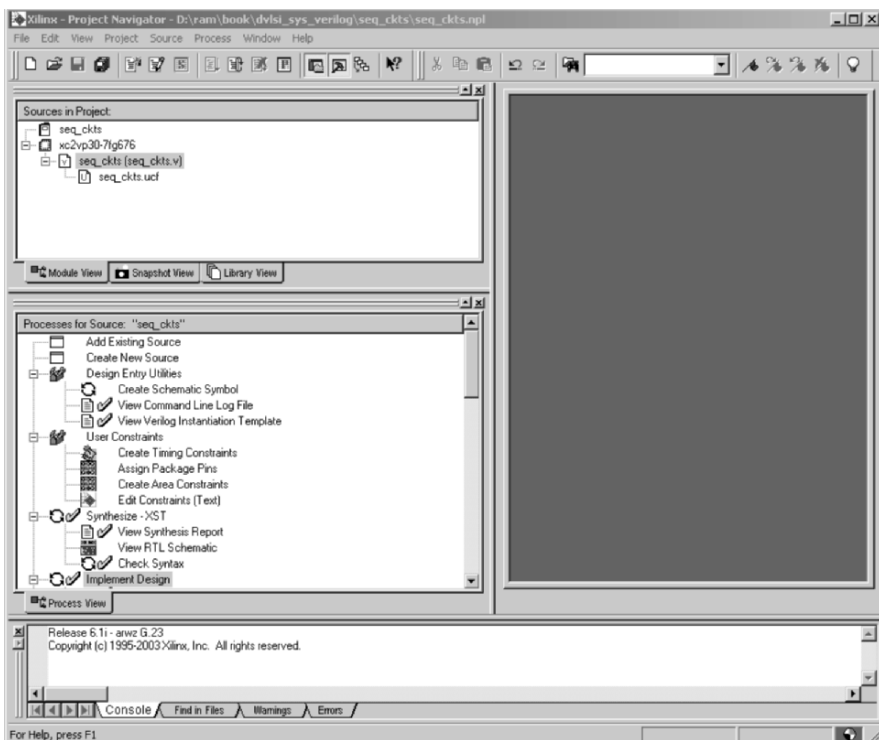 Xilinx - Project Navigator - D:\ram\book\dvlsi_sys_verilog\seq_ckts\seq_ckts.npl
File Edit View Project Source Process Window Help
Sources in Project:
seq_ckts
xc2vp30-7fg676
seq_ckts (seq_ckts.v)
seq_ckts.ucf
Module View Snapshot View Library View
Processes for Source: "seq_ckts"
Add Existing Source
Create New Source
Design Entry Utilities
Create Schematic Symbol
View Command Line Log File
View Verilog Instantiation Template
User Constraints
Create Timing Constraints
Assign Package Pins
Create Area Constraints
Edit Constraints (Text)
Synthesize - XST
View Synthesis Report
View RTL Schematic
Check Syntax
Implement Design
Process View
Release 6.1i - arwz G.23
Copyright (c) 1995-2003 Xilinx, Inc. All rights reserved.
Console Find in Files Warnings Errors
For Help, press F1